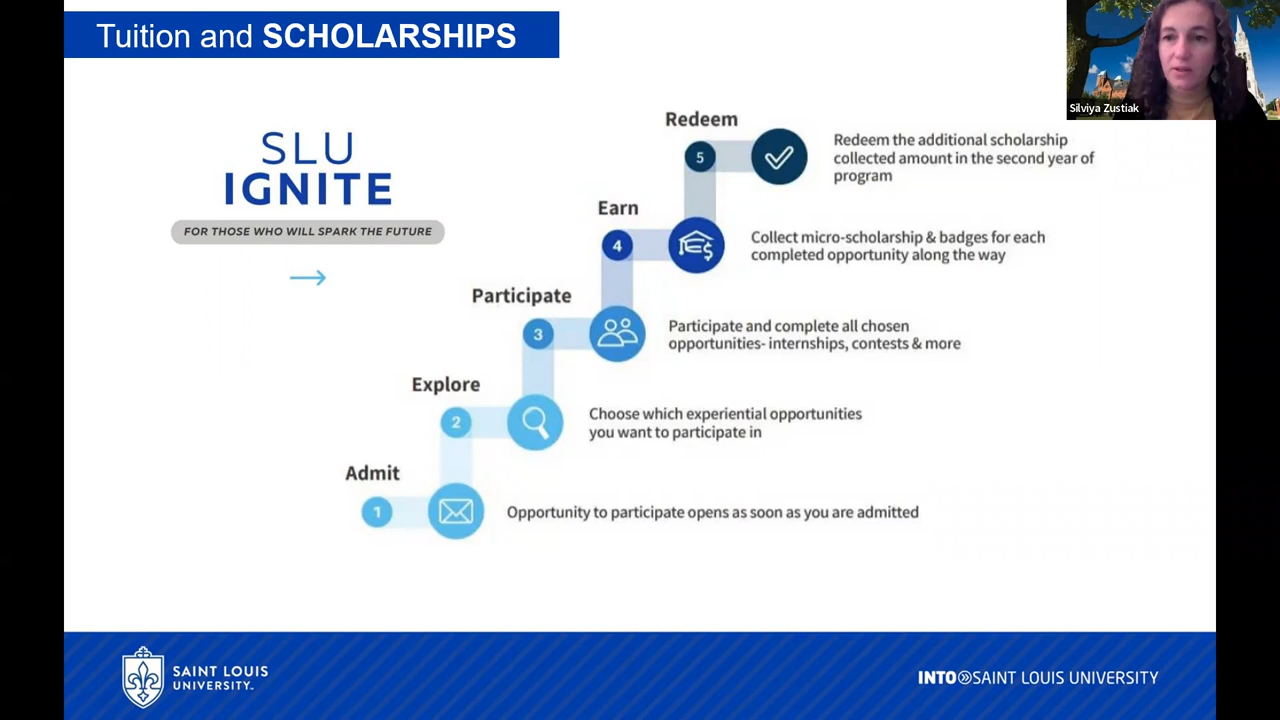 Tuition and SCHOLARSHIPS
Silviya Zustiak
SLU
IGNITE
FOR THOSE WHO WILL SPARK THE FUTURE
Redeem
5
Redeem the additional scholarship
collected amount in the second year of
program
Earn
4
Collect micro-scholarship & badges for each
completed opportunity along the way
Participate
3
Participate and complete all chosen
opportunities- internships, contests & more
Explore
2
Choose which experiential opportunities
you want to participate in
Admit
1
Opportunity to participate opens as soon as you are admitted
SAINT LOUIS
UNIVERSITY™
INTO SAINT LOUIS UNIVERSITY